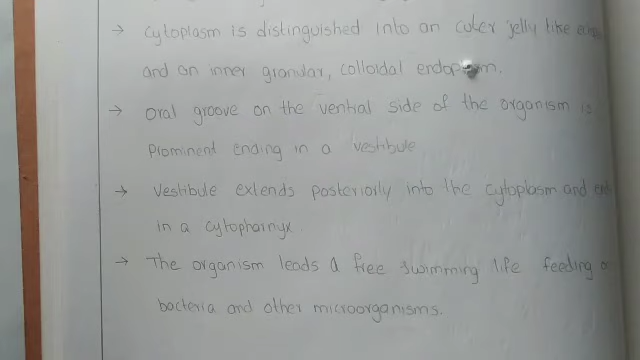 → cytoplasm is distinguished into an outer jelly like
and an inner granular, colloidal
→ oral groove on the ventral side of the organism is
Prominent ending in a vestibule
→ vestibule extends posteriorly into the cytoplasm and
in a cytopharnyx.
→ The organism leads a free swimming life feeding on
bacteria and other microorganisms.